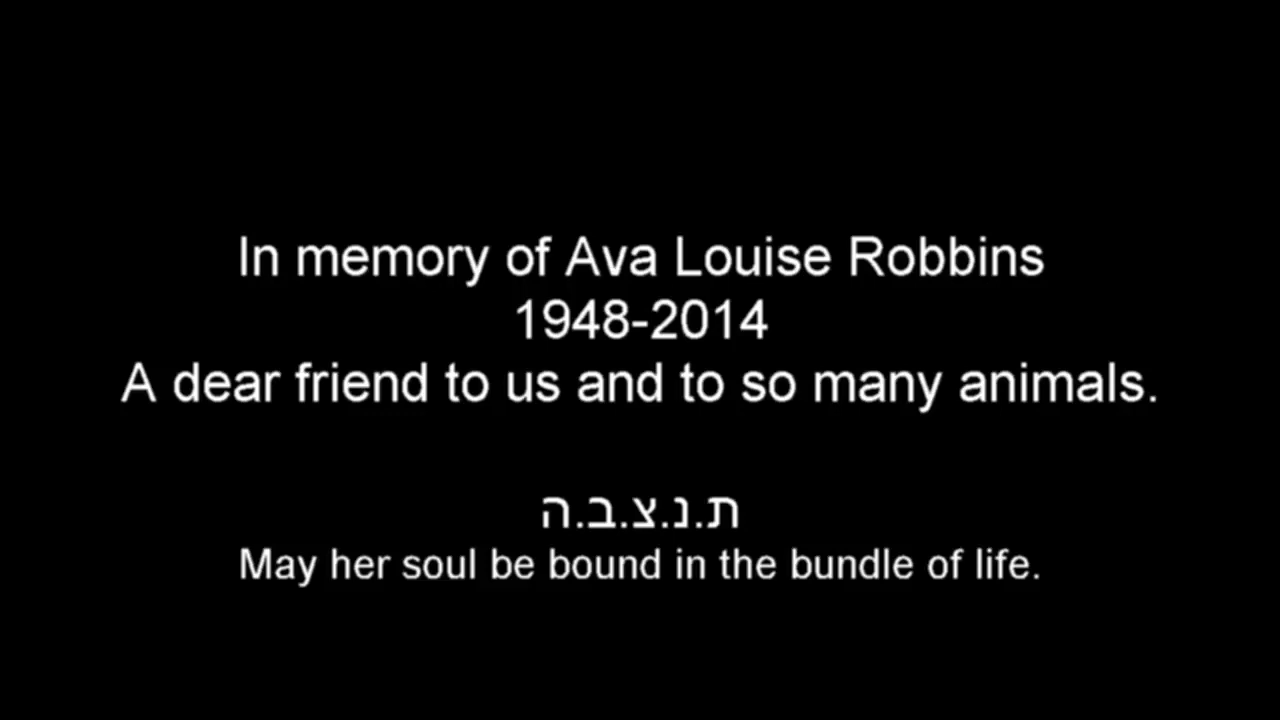 In memory of Ava Louise Robbins
1948-2014
A dear friend to us and to so many animals.
ת.נ.צ.ב.ה
May her soul be bound in the bundle of life.